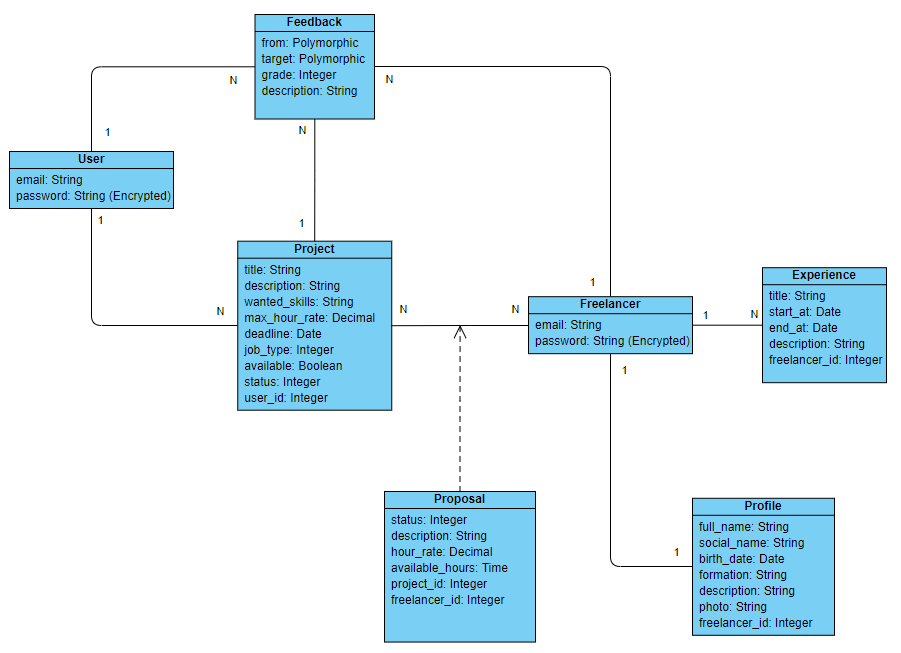 Feedback
from: Polymorphic
target: Polymorphic
grade: Integer
description: String
N
N
1
N
User
email: String
password: String (Encrypted)
1
1
Project
title: String
description: String
wanted_skills: String
max_hour_rate: Decimal
deadline: Date
job_type: Integer
available: Boolean
status: Integer
user_id: Integer
N
N
N
1
Freelancer
email: String
password: String (Encrypted)
1
N
1
Experience
title: String
start_at: Date
end_at: Date
description: String
freelancer_id: Integer
Proposal
status: Integer
description: String
hour_rate: Decimal
available_hours: Time
project_id: Integer
freelancer_id: Integer
1
Profile
full_name: String
social_name: String
birth_date: Date
formation: String
description: String
photo: String
freelancer_id: Integer